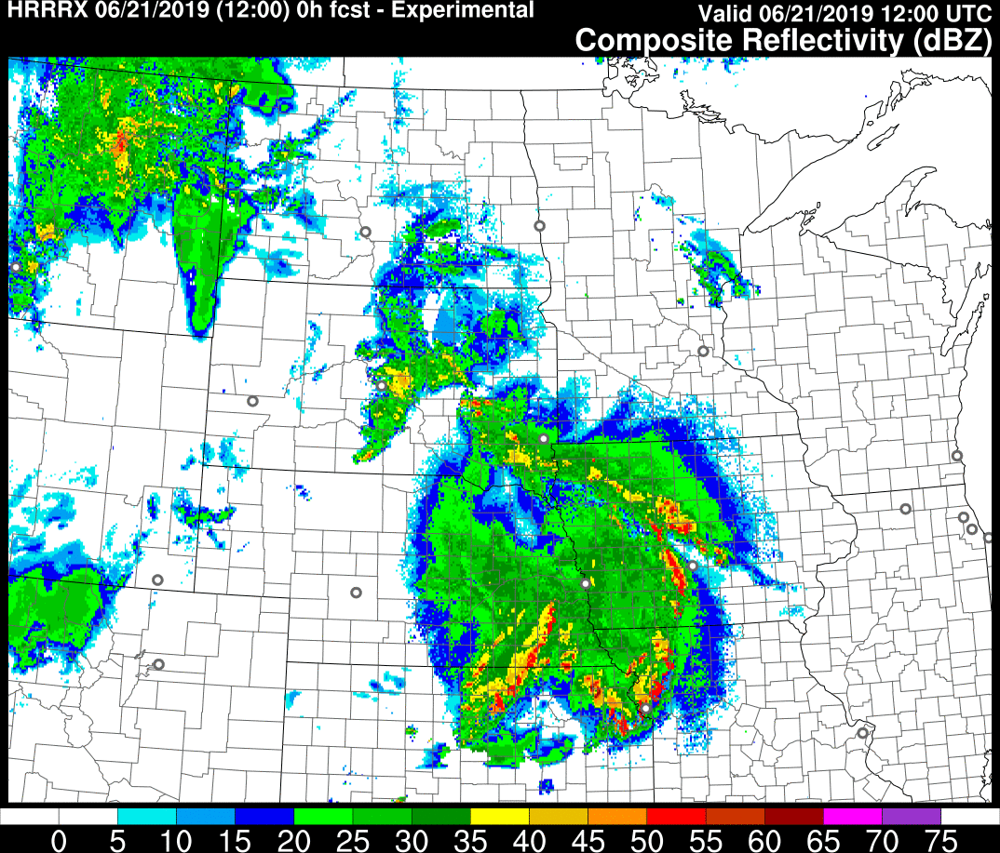 HRRRX 06/21/2019 (12:00) 0h fcst - Experimental
Valid 06/21/2019 12:00 UTC
Composite Reflectivity (dBZ)
0 5 10 15 20 25 30 35 40 45 50 55 60 65 70 75